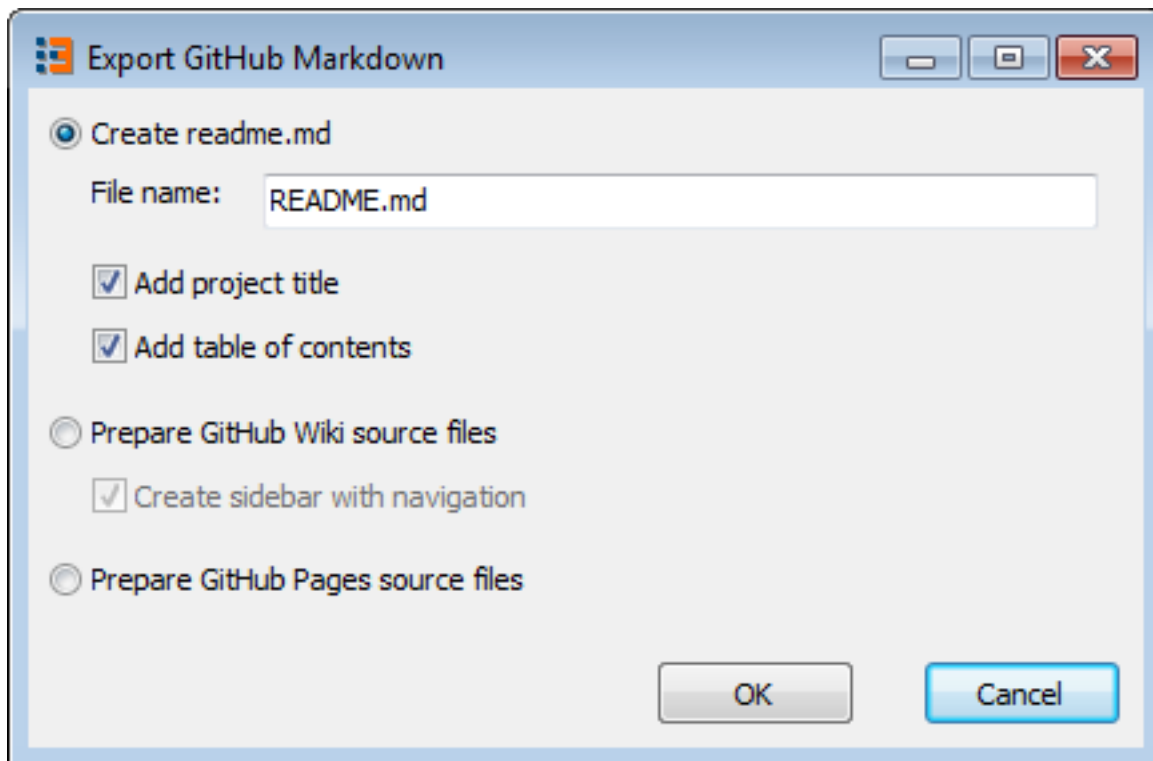 Export GitHub Markdown
Create readme.md
File name: README.md
Add project title
Add table of contents
Prepare GitHub Wiki source files
Create sidebar with navigation
Prepare GitHub Pages source files
OK Cancel